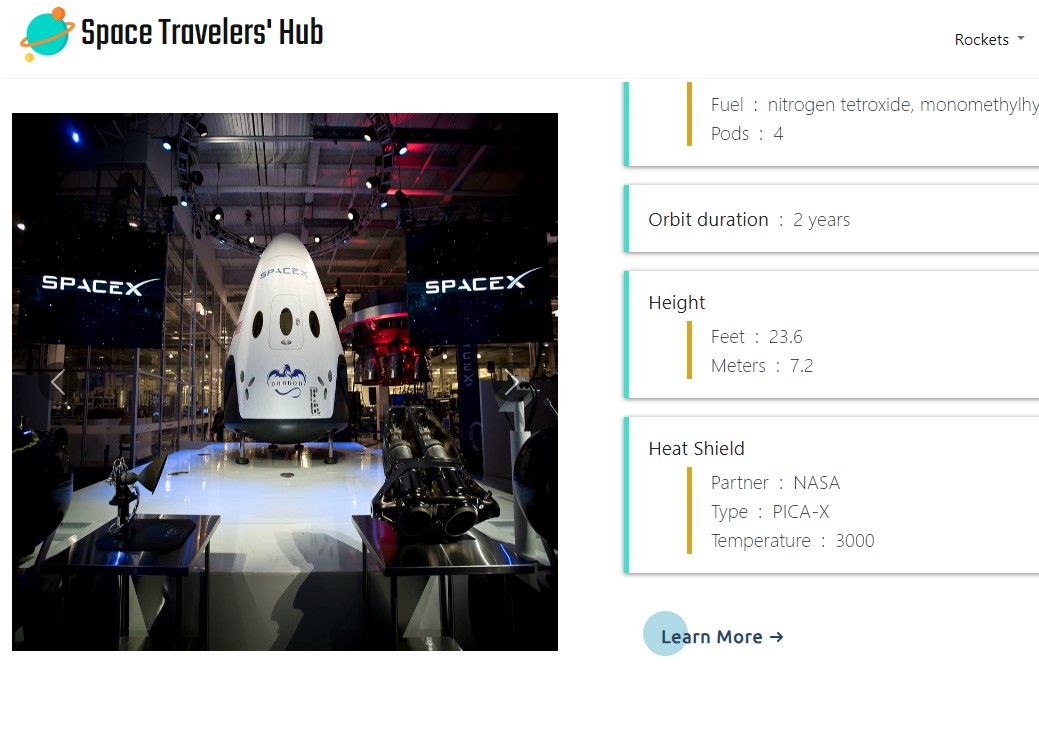 Space Travelers' Hub
Rockets
SPACEX
SPACEX
SPACEX
DRAGON
Fuel : nitrogen tetroxide, monomethylhy
Pods : 4
Orbit duration : 2 years
Height
Feet : 23.6
Meters : 7.2
Heat Shield
Partner : NASA
Type : PICA-X
Temperature : 3000
Learn More →